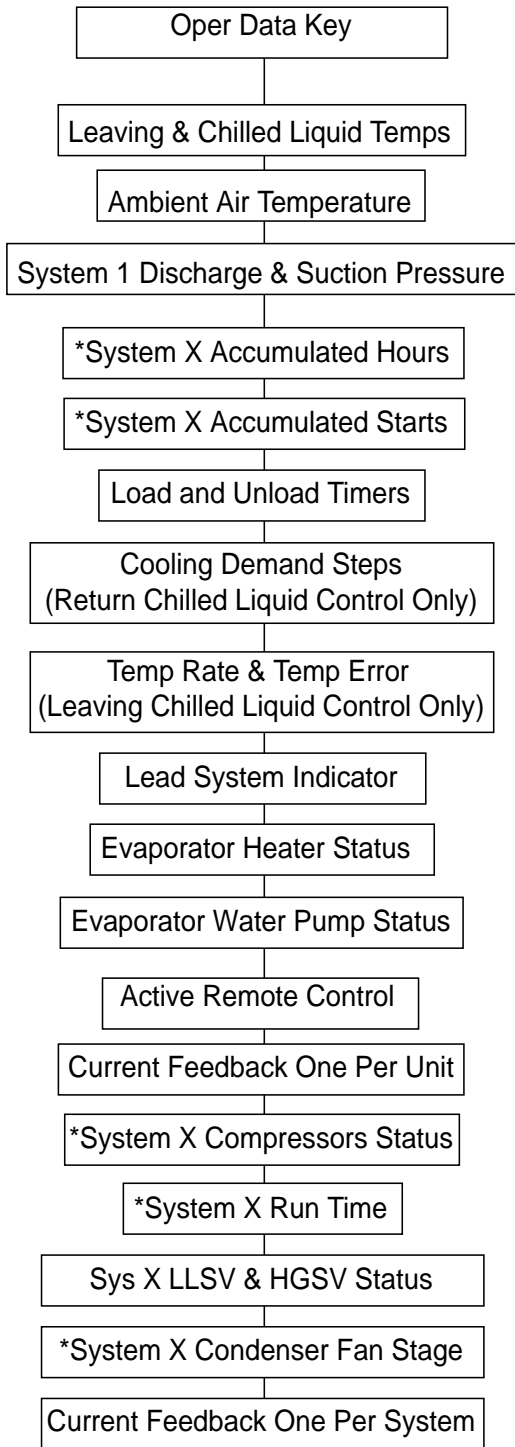 Oper Data Key
Leaving & Chilled Liquid Temps
Ambient Air Temperature
System 1 Discharge & Suction Pressure
*System X Accumulated Hours
*System X Accumulated Starts
Load and Unload Timers
Cooling Demand Steps
(Return Chilled Liquid Control Only)
Temp Rate & Temp Error
(Leaving Chilled Liquid Control Only)
Lead System Indicator
Evaporator Heater Status
Evaporator Water Pump Status
Active Remote Control
Current Feedback One Per Unit
*System X Compressors Status
*System X Run Time
Sys X LLSV & HGSV Status
*System X Condenser Fan Stage
Current Feedback One Per System